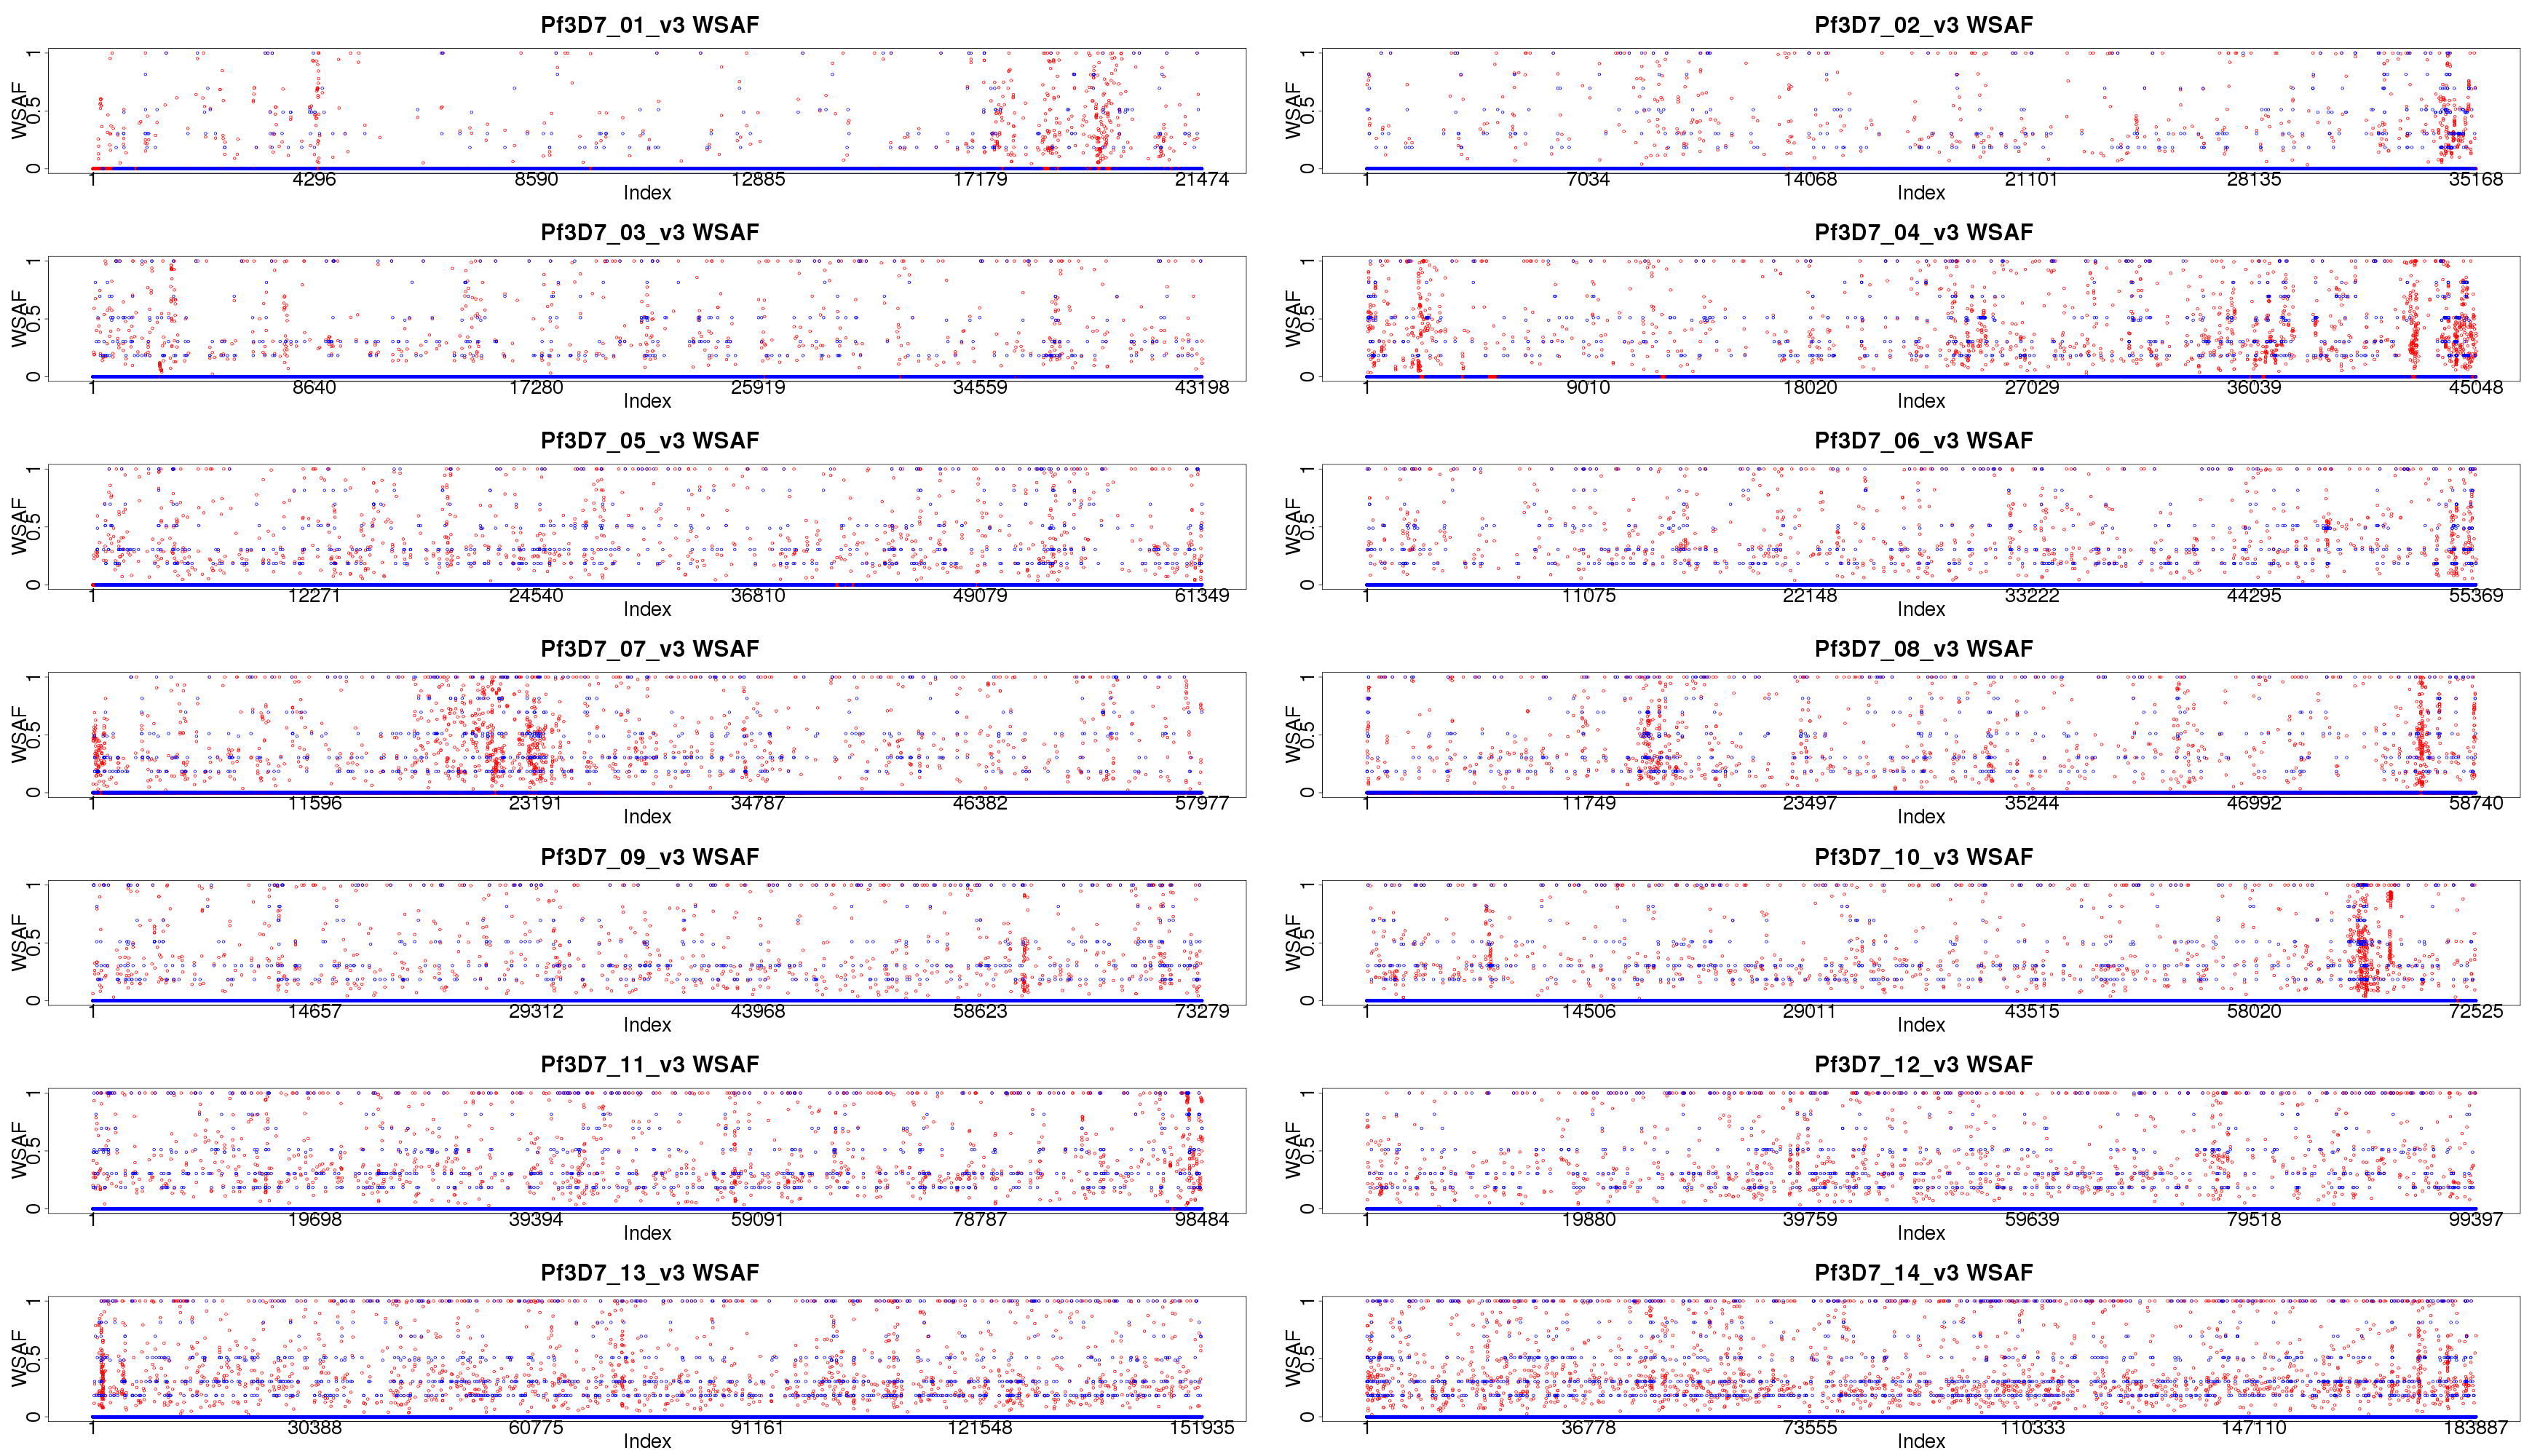 Pf3D7_01_v3 WSAF
WSAF
0 0.5 1
1 4296 8590 12885 17179 21474
Index
Pf3D7_02_v3 WSAF
WSAF
0 0.5 1
1 7034 14068 21101 28135 35168
Index
Pf3D7_03_v3 WSAF
WSAF
0 0.5 1
1 8640 17280 25919 34559 43198
Index
Pf3D7_04_v3 WSAF
WSAF
0 0.5 1
1 9010 18020 27029 36039 45048
Index
Pf3D7_05_v3 WSAF
WSAF
0 0.5 1
1 12271 24540 36810 49079 61349
Index
Pf3D7_06_v3 WSAF
WSAF
0 0.5 1
1 11075 22148 33222 44295 55369
Index
Pf3D7_07_v3 WSAF
WSAF
0 0.5 1
1 11596 23191 34787 46382 57977
Index
Pf3D7_08_v3 WSAF
WSAF
0 0.5 1
1 11749 23497 35244 46992 58740
Index
Pf3D7_09_v3 WSAF
WSAF
0 0.5 1
1 14657 29312 43968 58623 73279
Index
Pf3D7_10_v3 WSAF
WSAF
0 0.5 1
1 14506 29011 43515 58020 72525
Index
Pf3D7_11_v3 WSAF
WSAF
0 0.5 1
1 19698 39394 59091 78787 98484
Index
Pf3D7_12_v3 WSAF
WSAF
0 0.5 1
1 19880 39759 59639 79518 99397
Index
Pf3D7_13_v3 WSAF
WSAF
0 0.5 1
1 30388 60775 91161 121548 151935
Index
Pf3D7_14_v3 WSAF
WSAF
0 0.5 1
1 36778 73555 110333 147110 183887
Index